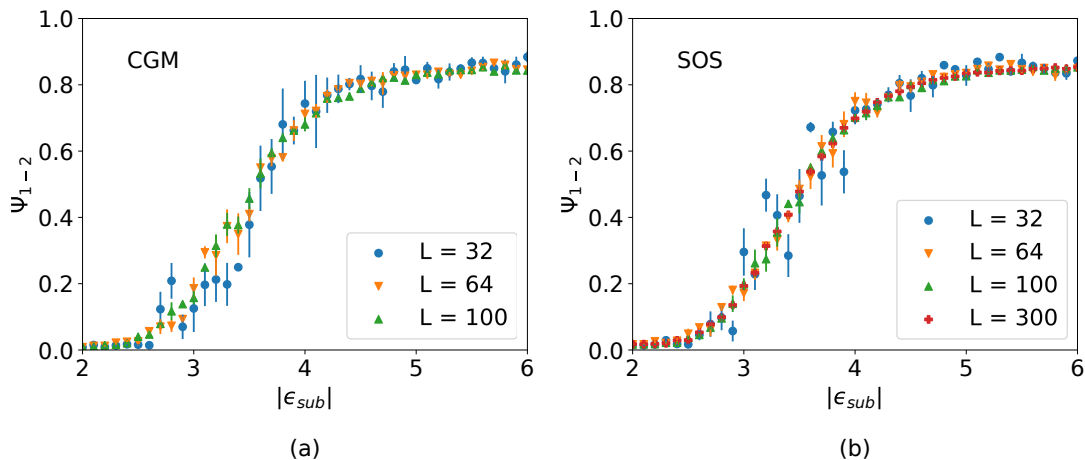 CGM
Ψ1−2
1.0
0.8
0.6
0.4
0.2
0.0
2 3 4 5 6
|ϵsub|
L = 32
L = 64
L = 100
(a)
SOS
Ψ1−2
1.0
0.8
0.6
0.4
0.2
0.0
2 3 4 5 6
|ϵsub|
L = 32
L = 64
L = 100
L = 300
(b)